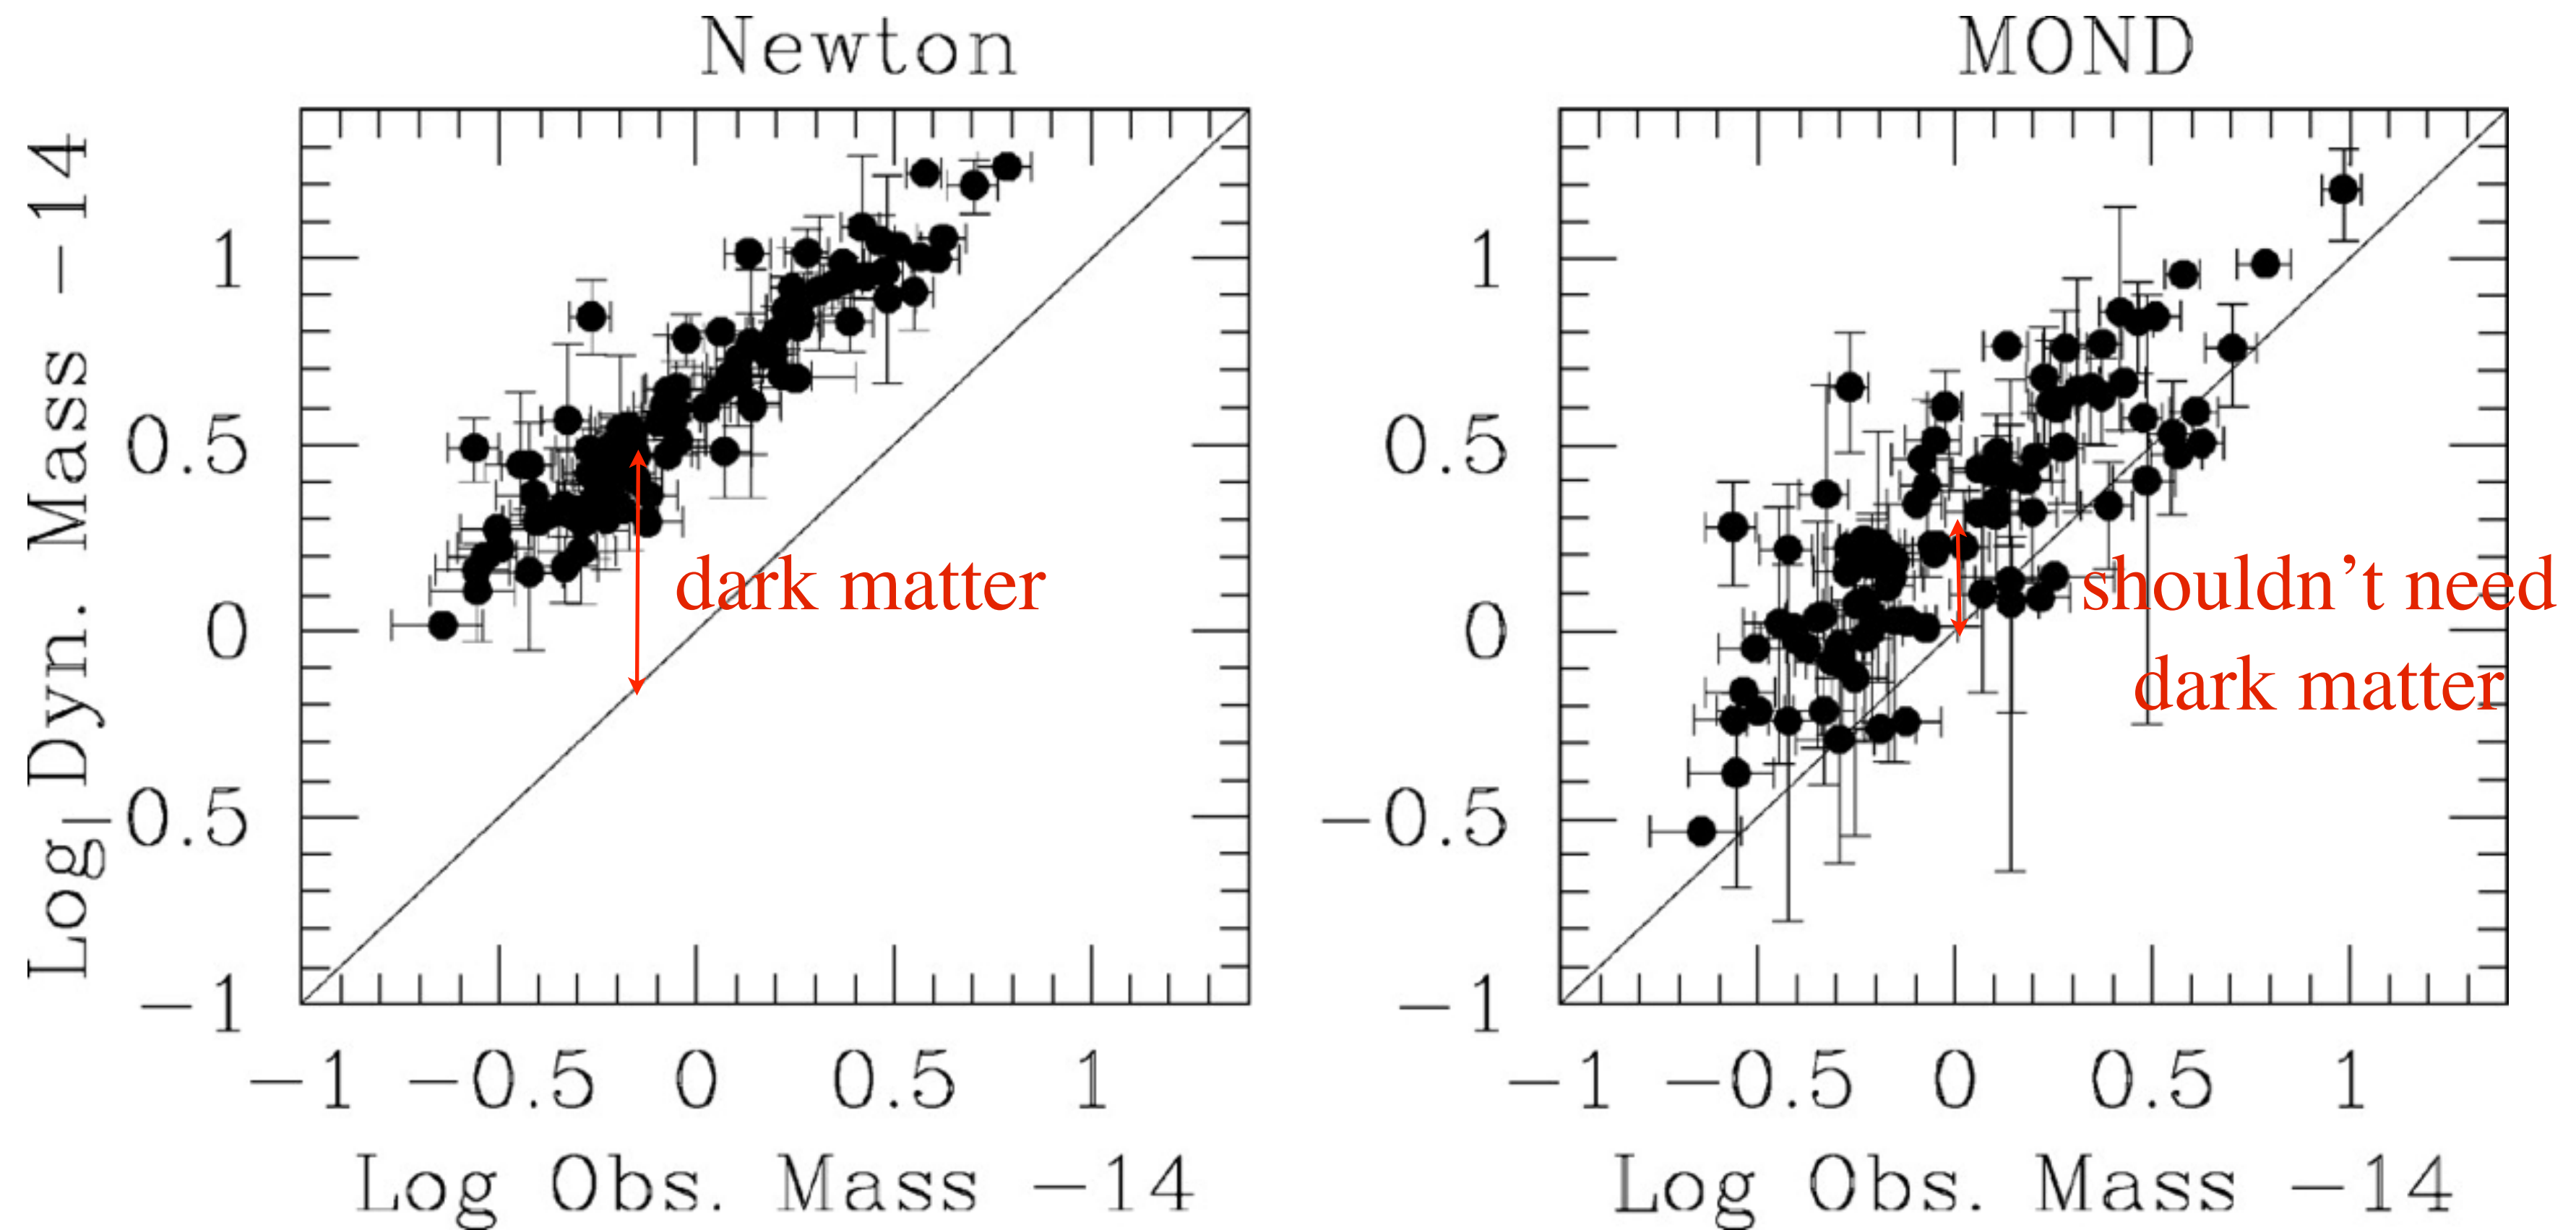 Newton
MOND
Log Dyn. Mass −14
1
0.5
0
−0.5
−1
dark matter
−1 −0.5 0 0.5 1
Log Obs. Mass −14
1
0.5
0
−0.5
−1
shouldn’t need
dark matter
−1 −0.5 0 0.5 1
Log Obs. Mass −14